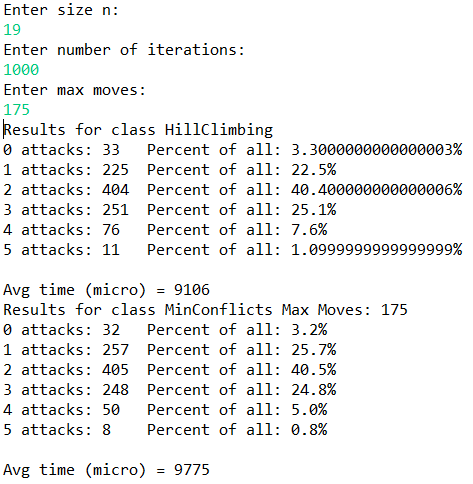 Enter size n:
19
Enter number of iterations:
1000
Enter max moves:
175
Results for class HillClimbing
0 attacks: 33 Percent of all: 3.3000000000000003%
1 attacks: 225 Percent of all: 22.5%
2 attacks: 404 Percent of all: 40.400000000000006%
3 attacks: 251 Percent of all: 25.1%
4 attacks: 76 Percent of all: 7.6%
5 attacks: 11 Percent of all: 1.0999999999999999%
Avg time (micro) = 9106
Results for class MinConflicts Max Moves: 175
0 attacks: 32 Percent of all: 3.2%
1 attacks: 257 Percent of all: 25.7%
2 attacks: 405 Percent of all: 40.5%
3 attacks: 248 Percent of all: 24.8%
4 attacks: 50 Percent of all: 5.0%
5 attacks: 8 Percent of all: 0.8%
Avg time (micro) = 9775